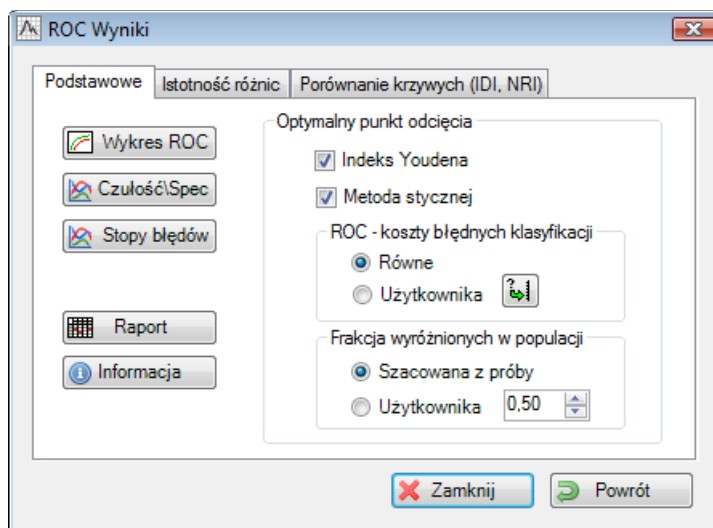 ROC Wyniki
Podstawowe
Istotność różnic
Porównanie krzywych (IDI, NRI)
Wykres ROC
Czułość\Spec
Stopy błędów
Raport
Informacja
Optymalny punkt odcięcia
Indeks Youdena
Metoda stycznej
ROC - koszty błędnych klasyfikacji
Równe
Użytkownika
Frakcja wyróżnionych w populacji
Szacowana z próby
Użytkownika 0,50
Zamknij
Powrót